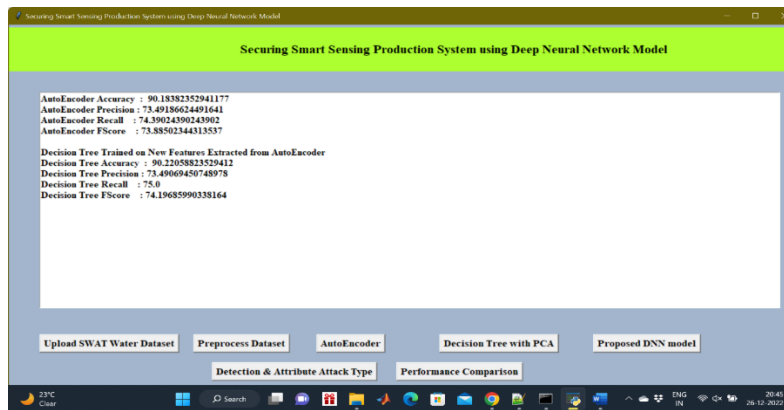 Securing Smart Sensing Production System using Deep Neural Network Model
Securing Smart Sensing Production System using Deep Neural Network Model
AutoEncoder Accuracy : 90.18382352941177
AutoEncoder Precision : 73.49186624491641
AutoEncoder Recall : 74.39024390243902
AutoEncoder FScore : 73.88502344313537
Decision Tree Trained on New Features Extracted from AutoEncoder
Decision Tree Accuracy : 90.22058823529412
Decision Tree Precision : 73.49069450748978
Decision Tree Recall : 75.0
Decision Tree FScore : 74.19685990338164
Upload SWAT Water Dataset Preprocess Dataset AutoEncoder Decision Tree with PCA Proposed DNN model
Detection & Attribute Attack Type Performance Comparison
23°C
Clear
Search
ENG
IN
26-12-2022